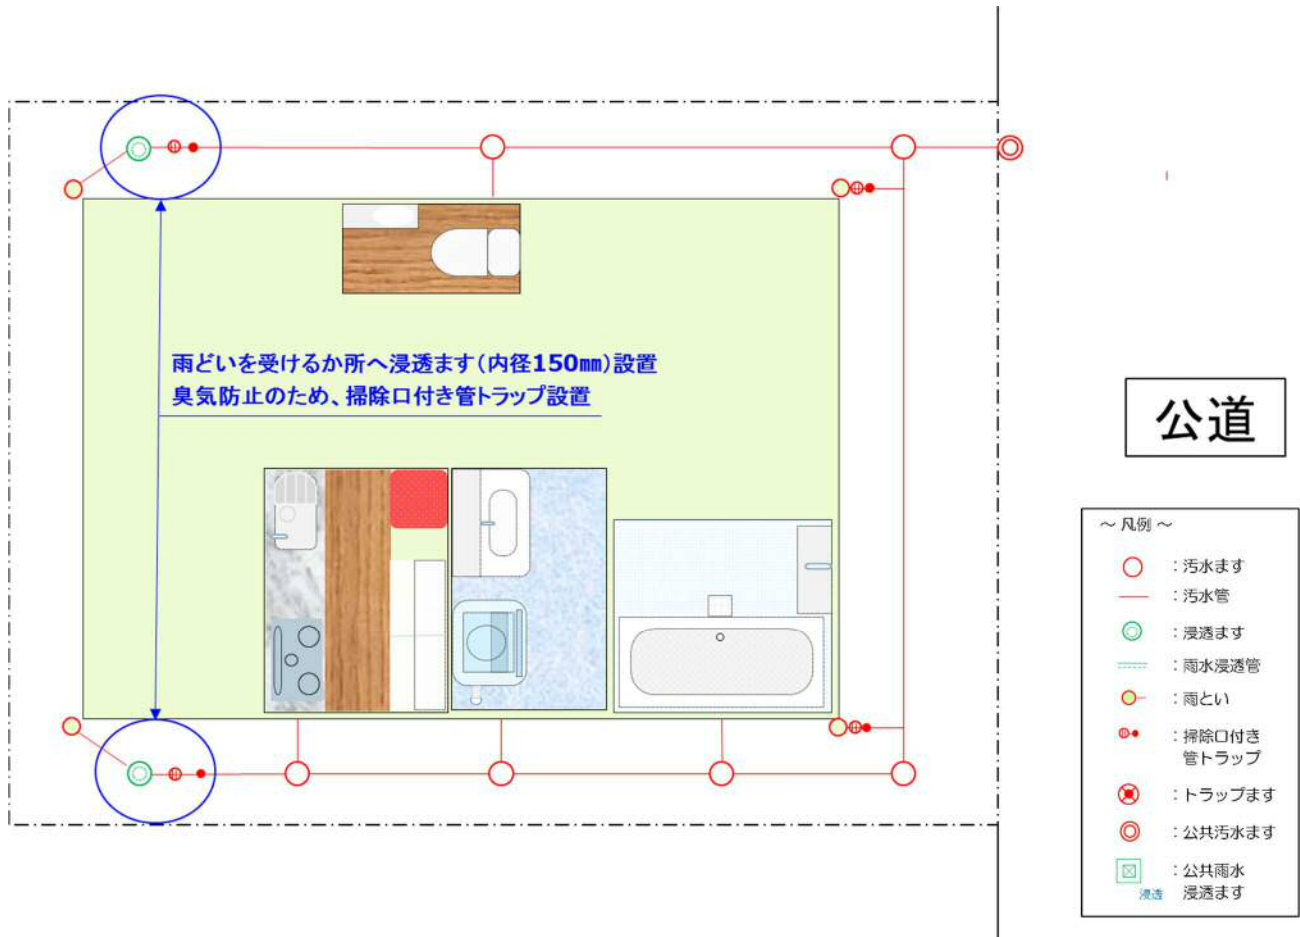 雨どいを受けるか所へ浸透ます(内径150㎜)設置
臭気防止のため、掃除口付き管トラップ設置
公道
～ 凡例 ～
：汚水ます
：汚水管
：浸透ます
：雨水浸透管
：雨とい
：掃除口付き
管トラップ
：トラップます
：公共汚水ます
：公共雨水
浸透 浸透ます